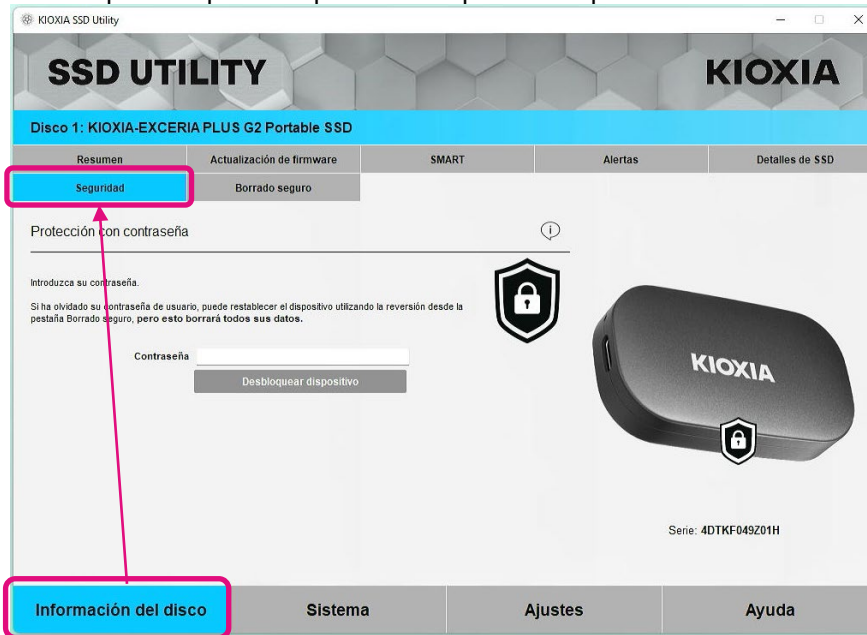 KIOXIA SSD Utility
SSD UTILITY
KIOXIA
Disco 1: KIOXIA-EXCERIA PLUS G2 Portable SSD
Resumen
Actualización de firmware
SMART
Alertas
Detalles de SSD
Seguridad
Borrado seguro
Protección con contraseña
Introduzca su contraseña.
Si ha olvidado su contraseña de usuario, puede restablecer el dispositivo utilizando la reversión desde la
pestaña Borrado seguro, pero esto borrará todos sus datos.
Contraseña
Desbloquear dispositivo
KIOXIA
Serie: 4DTKF049Z01H
Información del disco
Sistema
Ajustes
Ayuda